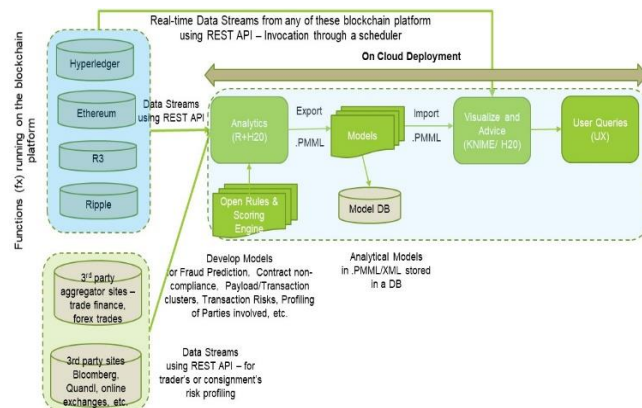 Real-time Data Streams from any of these blockchain platform
using REST API – Invocation through a scheduler
On Cloud Deployment
Functions (fx) running on the blockchain
platform
Hyperledger
Ethereum
R3
Ripple
Data Streams
using REST API
Analytics
(R+H20)
Export
.PMML
Models
Import
.PMML
Visualize and
Advice
(KNIME/ H20)
User Queries
(UX)
Open Rules &
Scoring
Engine
Model DB
Develop Models
for Fraud Prediction. Contract non-
compliance. Payload/Transaction
clusters, Transaction Risks, Profiling
of Parties involved, etc.
Analytical Models
in .PMML/XML stored
in a DB
3rd party
aggregator sites –
trade finance,
forex trades
3rd party sites
Bloomberg,
Quandl, online
exchanges, etc.
Data Streams
using REST API – for
trader's or consignment's
risk profiling